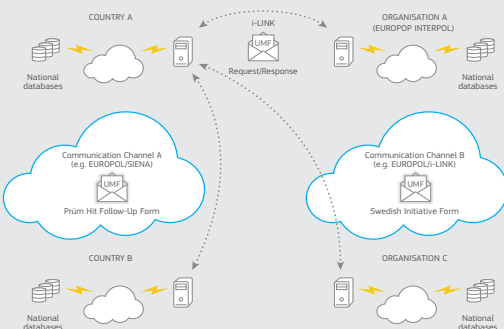 COUNTRY A
i-LINK
UMF
Request/Response
ORGANISATION A
(EUROPOP INTERPOL)
National
databases
National
databases
Communication Channel A
(e.g. EUROPOL/SIENA)
UMF
Prüm Hit Follow-Up Form
Communication Channel B
(e.g. EUROPOL/i-LINK)
UMF
Swedish Initiative Form
COUNTRY B
ORGANISATION C
National
databases
National
databases